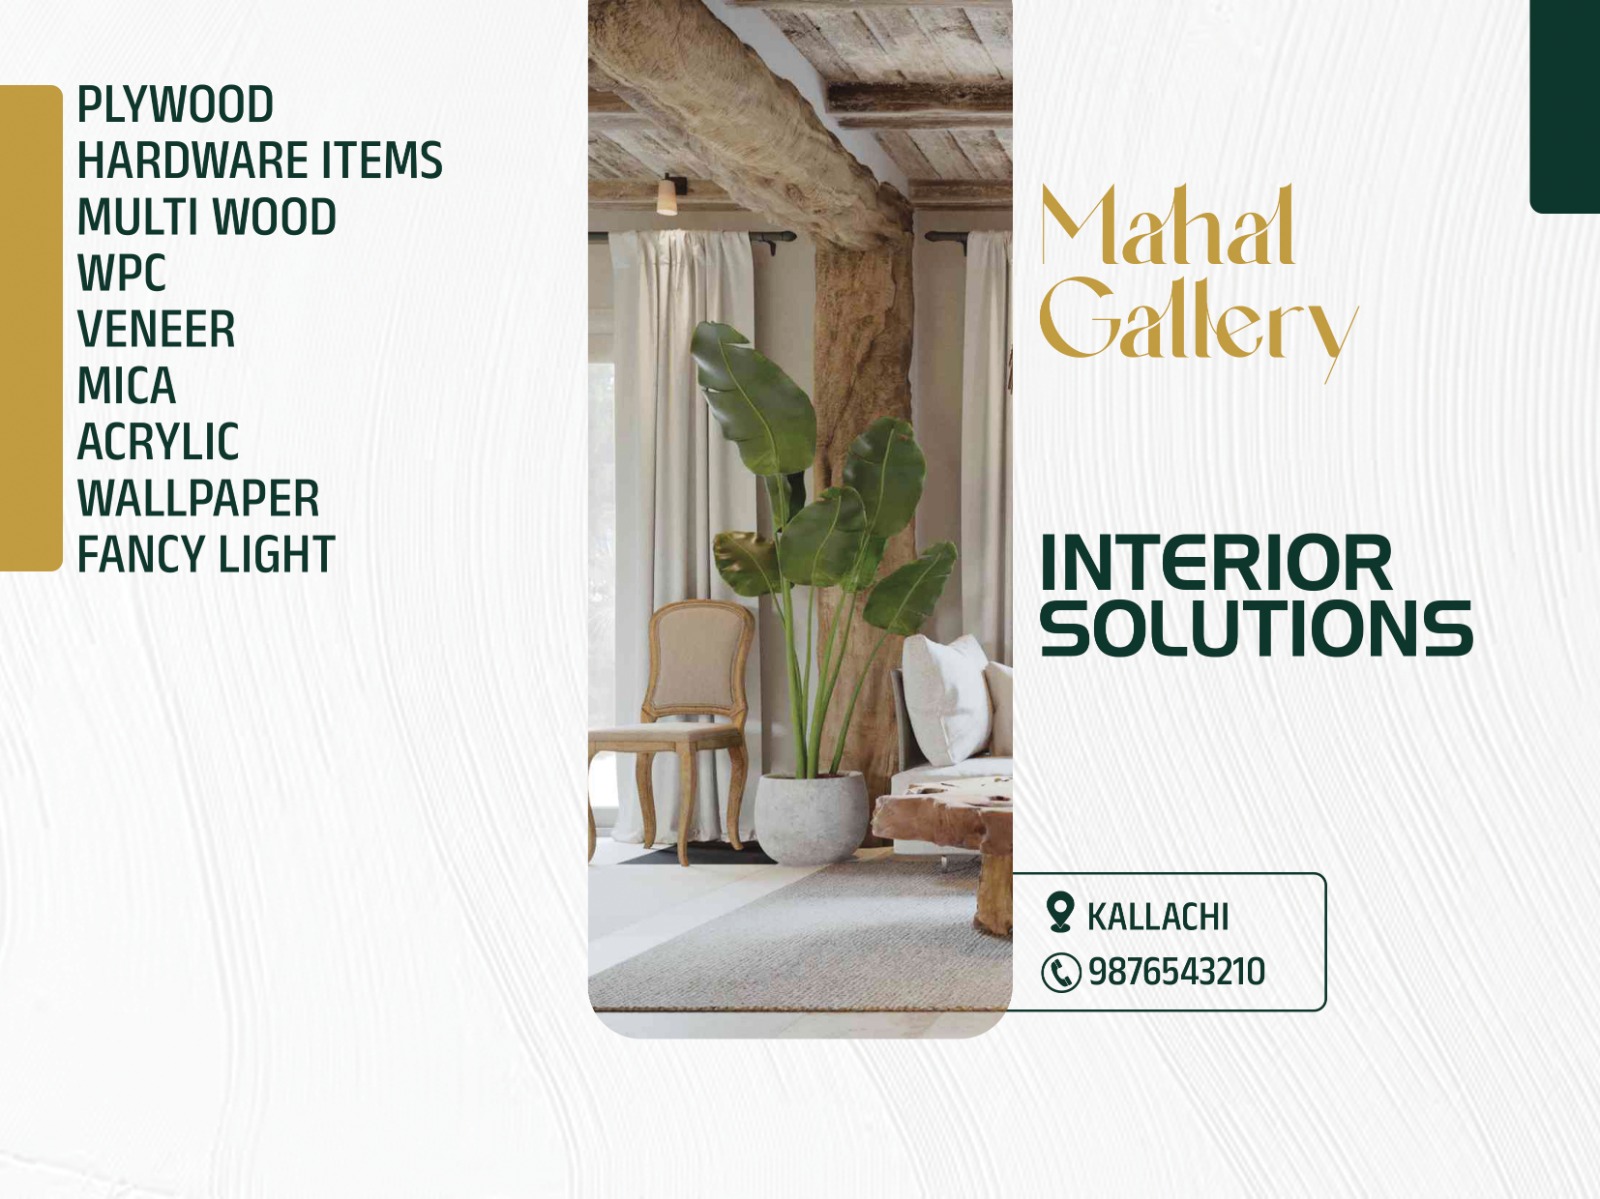 PLYWOOD
HARDWARE ITEMS
MULTI WOOD
WPC
VENEER
MICA
ACRYLIC
WALLPAPER
FANCY LIGHT
Mahal
Gallery
INTERIOR
SOLUTIONS
KALLACHI
9876543210